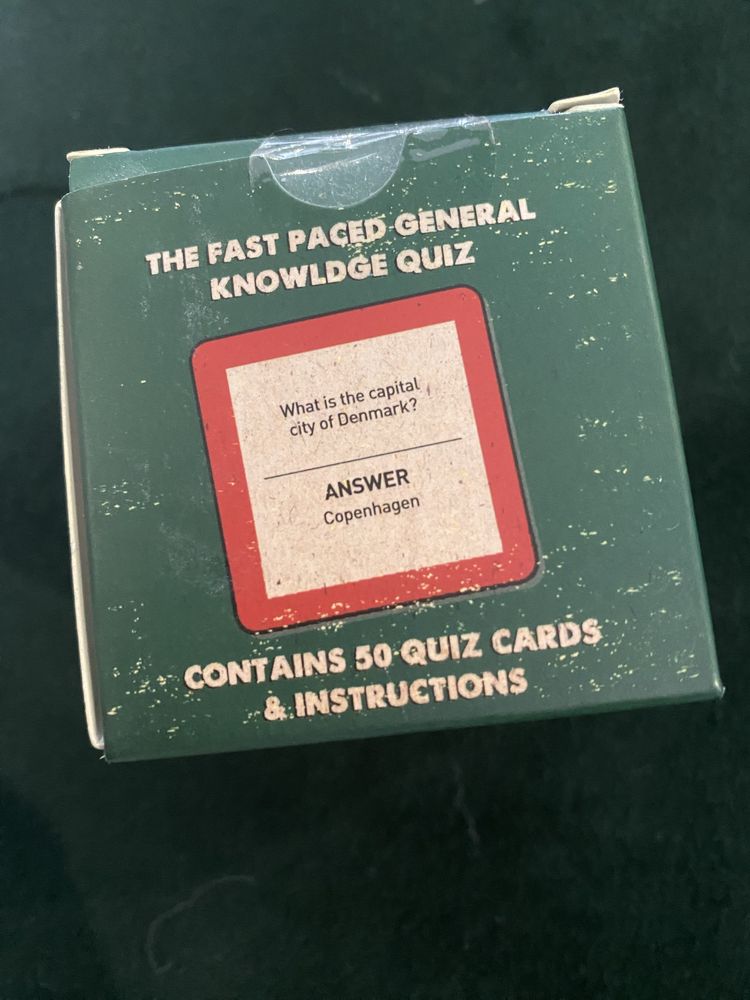 THE FAST PACED GENERAL
KNOWLDGE QUIZ
What is the capital
city of Denmark?
ANSWER
Copenhagen
CONTAINS 50 QUIZ CARDS
& INSTRUCTIONS